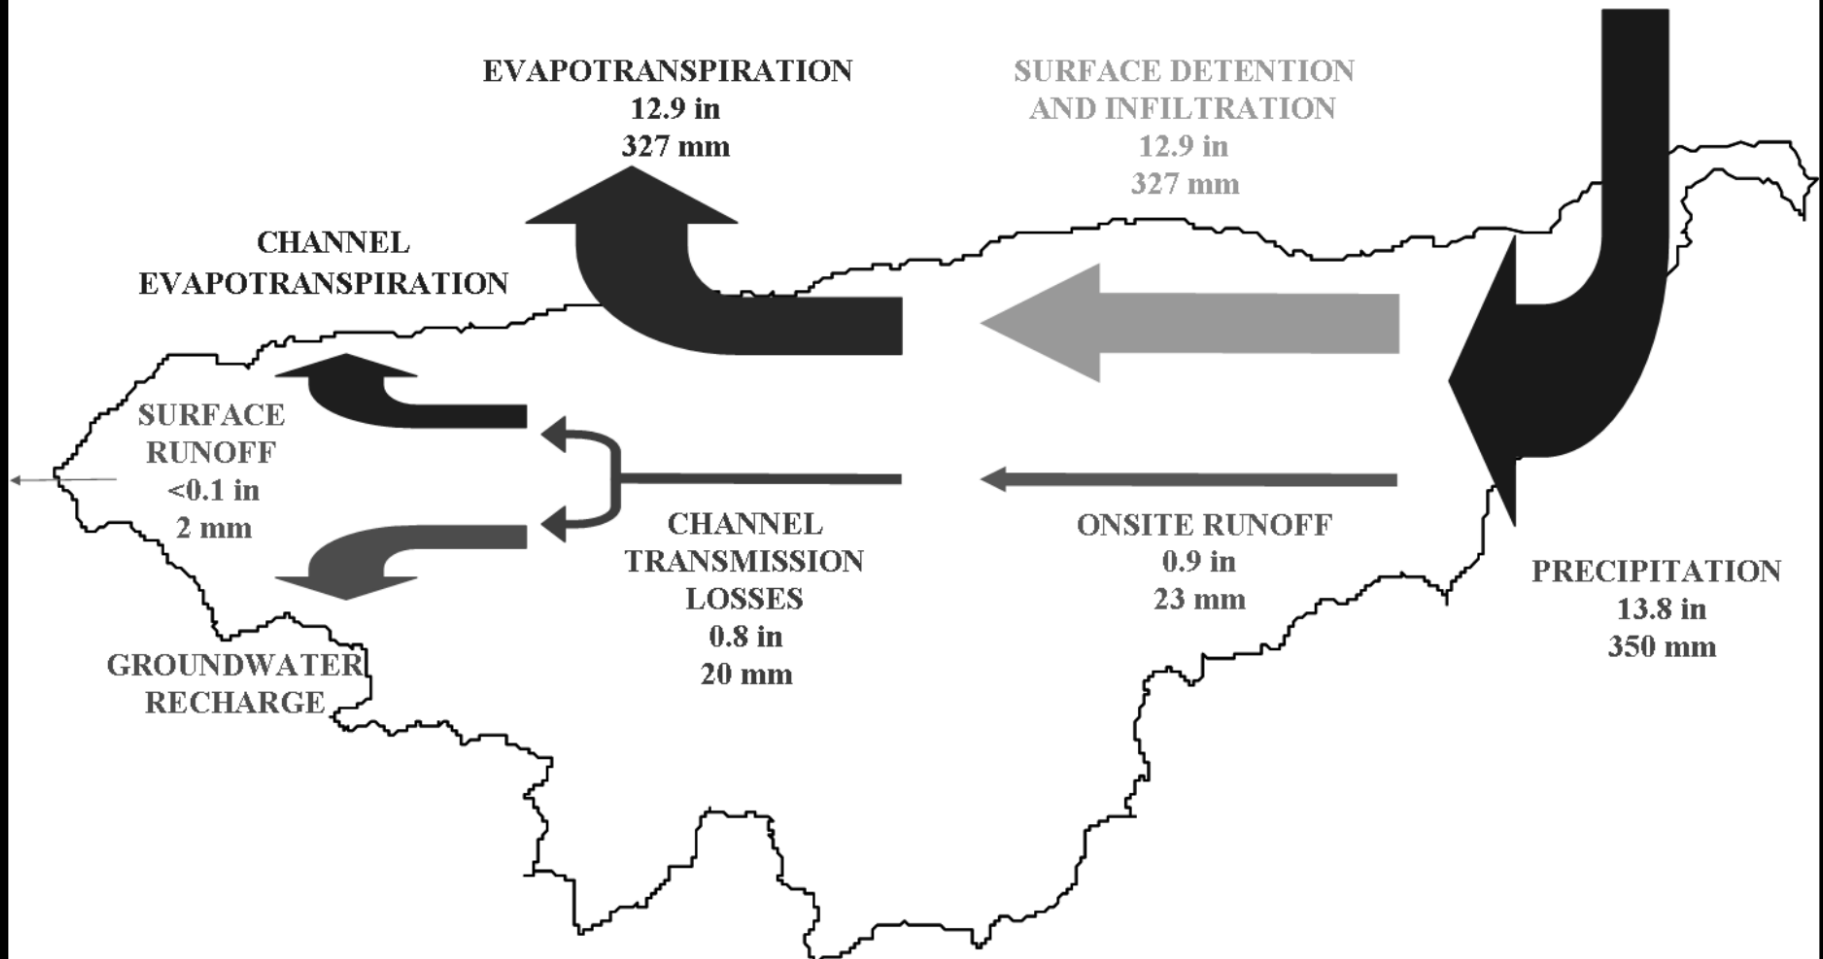 EVAPOTRANSPIRATION
12.9 in
327 mm
SURFACE DETENTION
AND INFILTRATION
12.9 in
327 mm
CHANNEL
EVAPOTRANSPIRATION
SURFACE
RUNOFF
<0.1 in
2 mm
CHANNEL
TRANSMISSION
LOSSES
0.8 in
20 mm
ONSITE RUNOFF
0.9 in
23 mm
PRECIPITATION
13.8 in
350 mm
GROUNDWATER
RECHARGE